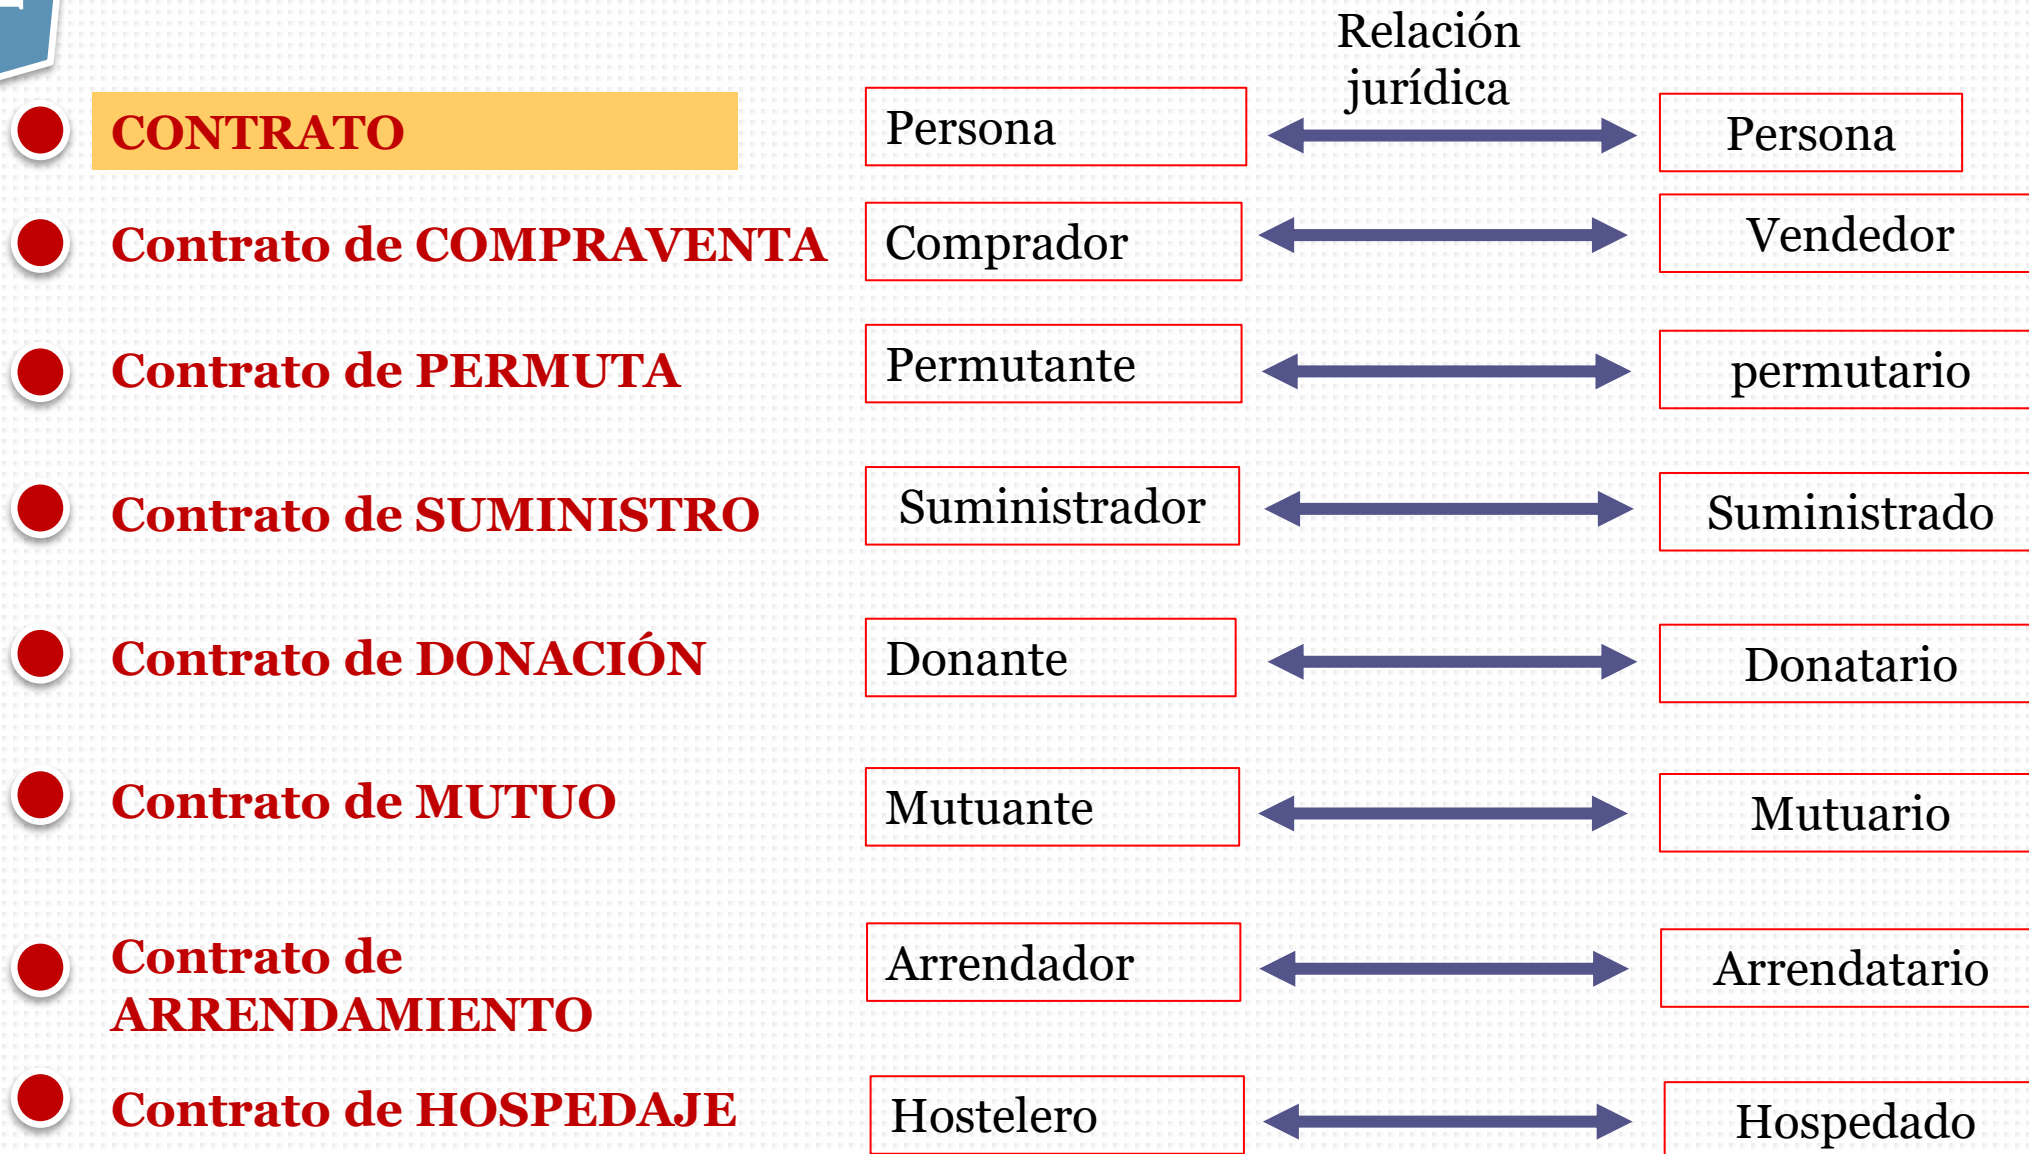 Relación
jurídica
CONTRATO
Persona
Persona
Contrato de COMPRAVENTA
Comprador
Vendedor
Contrato de PERMUTA
Permutante
permutario
Contrato de SUMINISTRO
Suministrador
Suministrado
Contrato de DONACIÓN
Donante
Donatario
Contrato de MUTUO
Mutuante
Mutuario
Contrato de
ARRENDAMIENTO
Arrendador
Arrendatario
Contrato de HOSPEDAJE
Hostelero
Hospedado